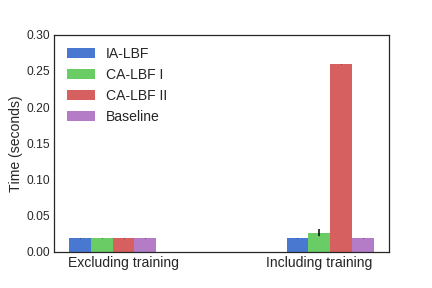 0.30
0.25
0.20
0.15
0.10
0.05
0.00
Time (seconds)
IA-LBF
CA-LBF I
CA-LBF II
Baseline
Excluding training
Including training